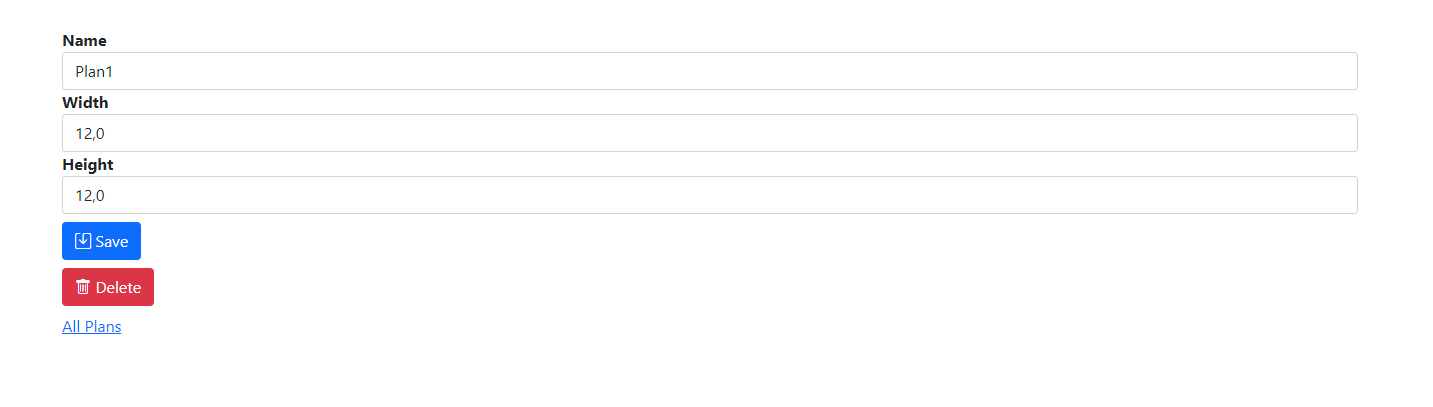 Name
Plan1
Width
12,0
Height
12,0
Save
Delete
All Plans